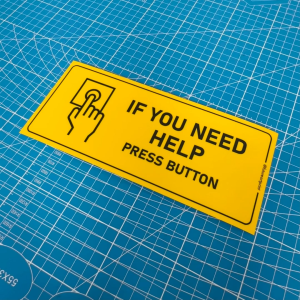 IF YOU NEED
HELP
PRESS BUTTON